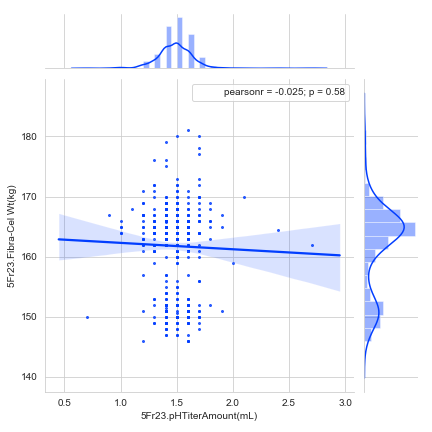 pearsonr = -0.025; p = 0.58
180
170
160
150
140
5Fr23.Fibra-Cel Wt(kg)
0.5 1.0 1.5 2.0 2.5 3.0
5Fr23.pHTiterAmount(mL)